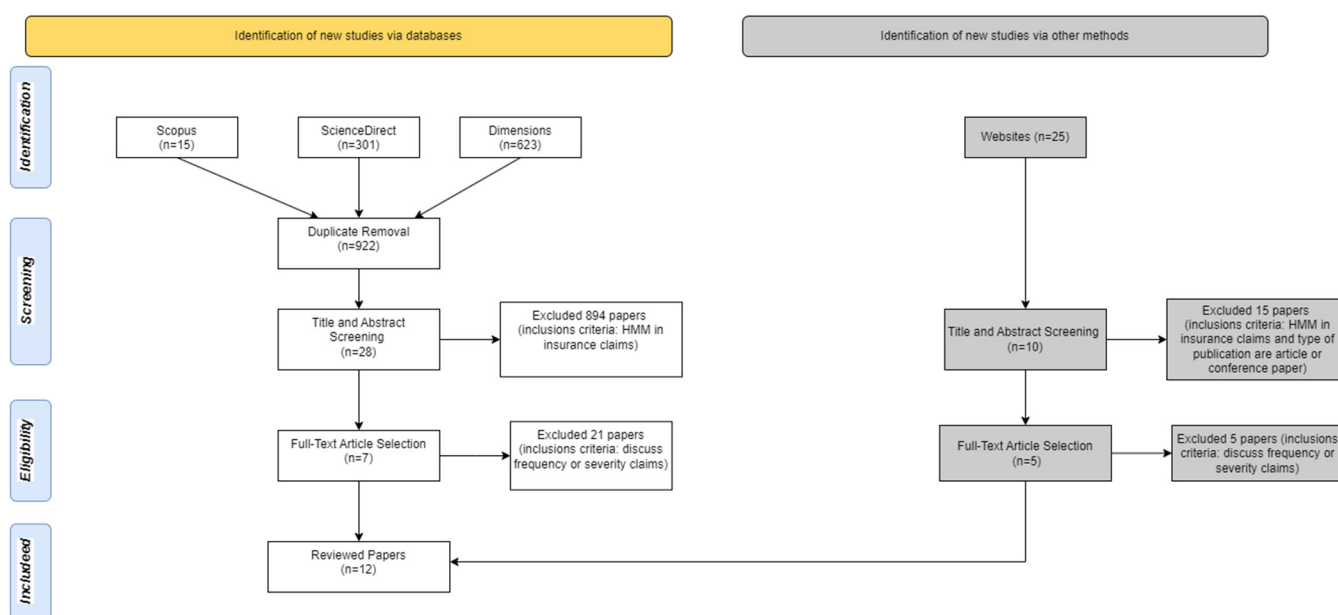 Identification of new studies via databases
Identification of new studies via other methods
Identification
Scopus
(n=15)
ScienceDirect
(n=301)
Dimensions
(n=623)
Websites (n=25)
Screening
Duplicate Removal
(n=922)
Title and Abstract
Screening
(n=28)
Excluded 894 papers
(inclusions criteria: HMM in
insurance claims)
Title and Abstract Screening
(n=10)
Excluded 15 papers
(inclusions criteria: HMM in
insurance claims and type of
publication are article or
conference paper)
Eligibility
Full-Text Article Selection
(n=7)
Excluded 21 papers
(inclusions criteria: discuss
frequency or severity claims)
Full-Text Article Selection
(n=5)
Excluded 5 papers (inclusions
criteria: discuss frequency or
severity claims)
Includeed
Reviewed Papers
(n=12)